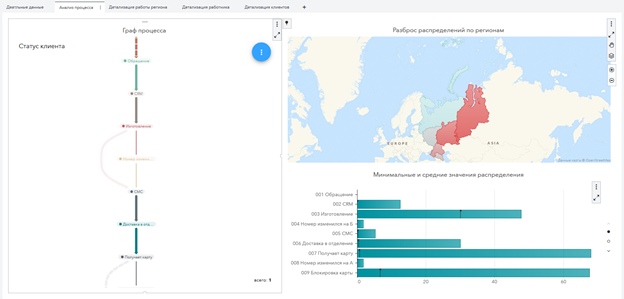 Двигательные данные
Анализ процесса
Детализация работы региона
Детализация работника
Детализация клиентов
+
Граф процесса
Статус клиента
Обращение
CRM
Изготовление
Номер измени...
СМС
Доставка в отд...
Получает карту
всего: 1
Разброс распределений по регионам
EUROPE
ASIA
Минимальные и средние значения распределения
001 Обращение
002 CRM
003 Изготовление
004 Номер изменился на Б
005 СМС
006 Доставка в отделение
007 Получает карту
008 Номер изменился на А
009 Блокировка карты
0
20
40
60